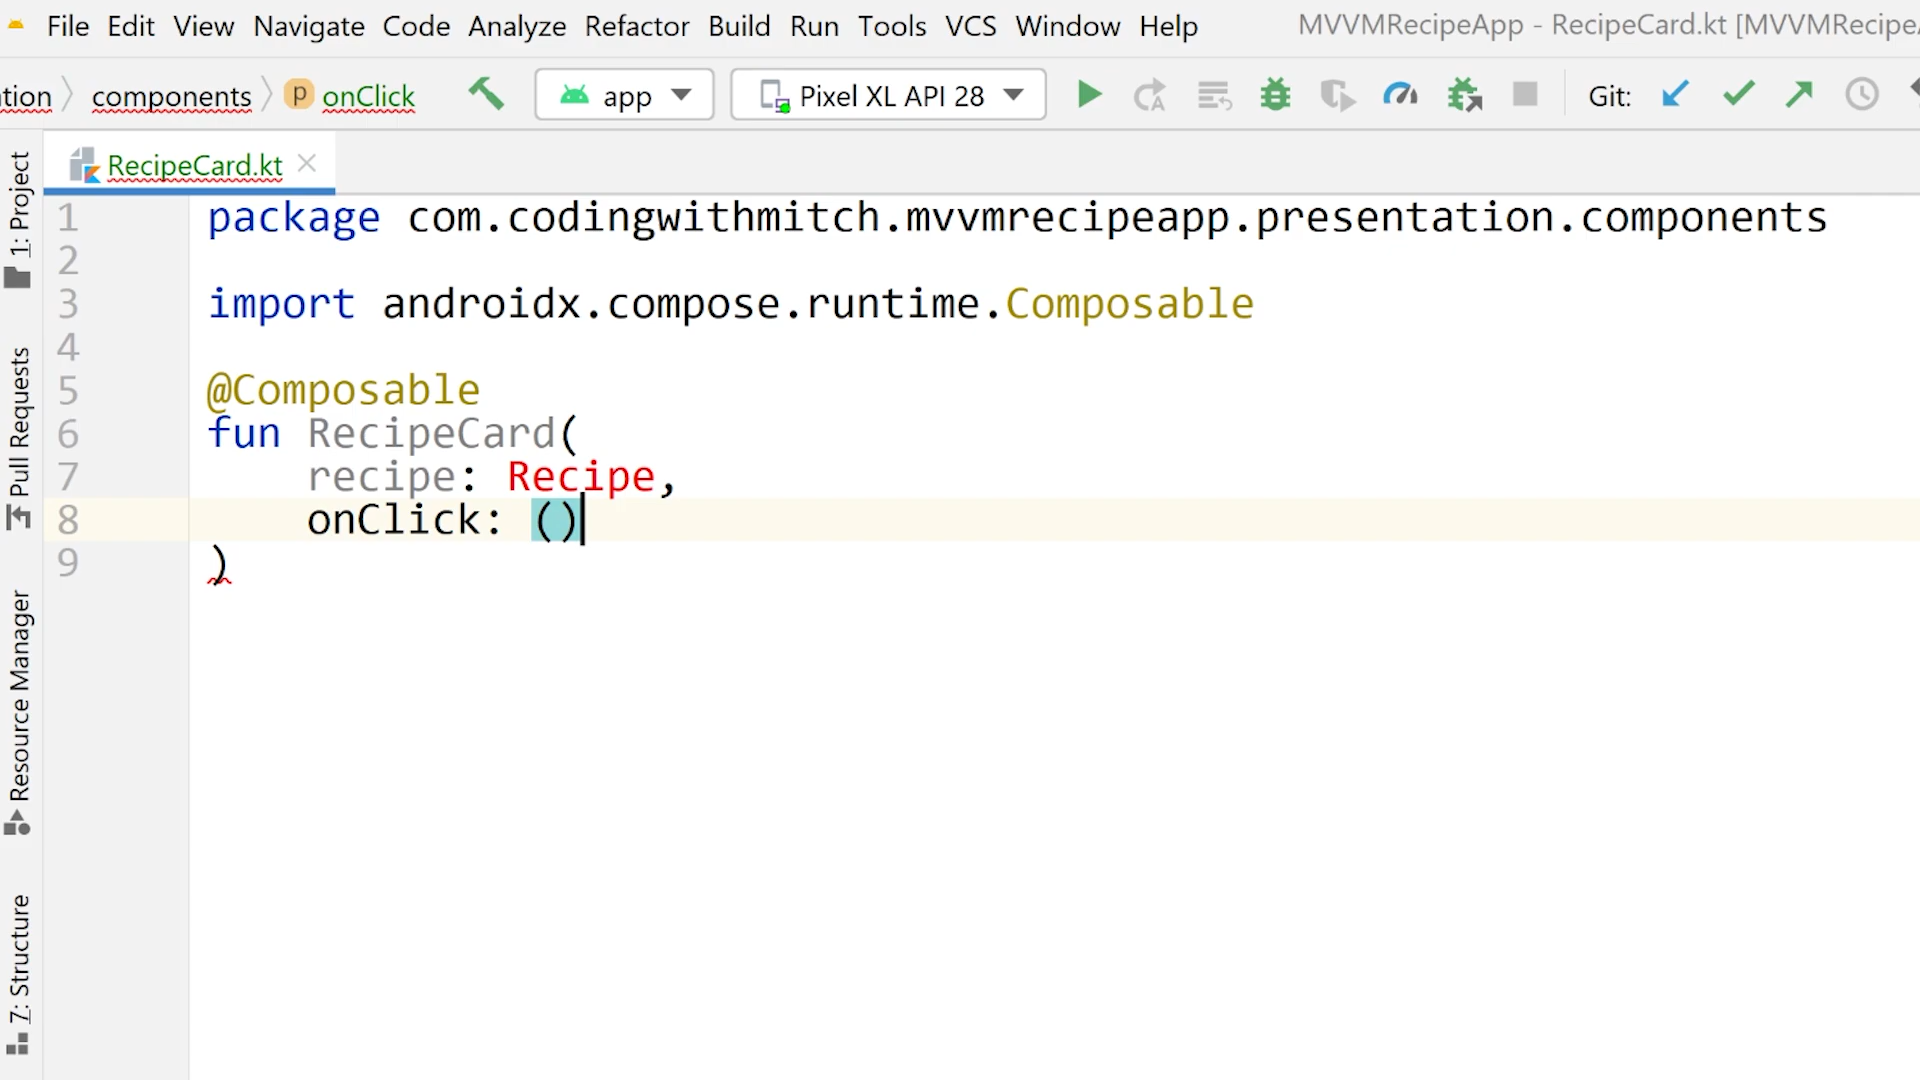 File Edit View Navigate Code Analyze Refactor Build Run Tools VCS Window Help MVVMRecipeApp - RecipeCard.kt [MVVMRecipeA
tion components p onClick app Pixel XL API 28 Git:
RecipeCard.kt
1: Project
Pull Requests
Resource Manager
7: Structure
1 package com.codingwithmitch.mvvmrecipeapp.presentation.components
2
3 import androidx.compose.runtime.Composable
4
5 @Composable
6 fun RecipeCard(
7 recipe: Recipe,
8 onClick: ()
9 )